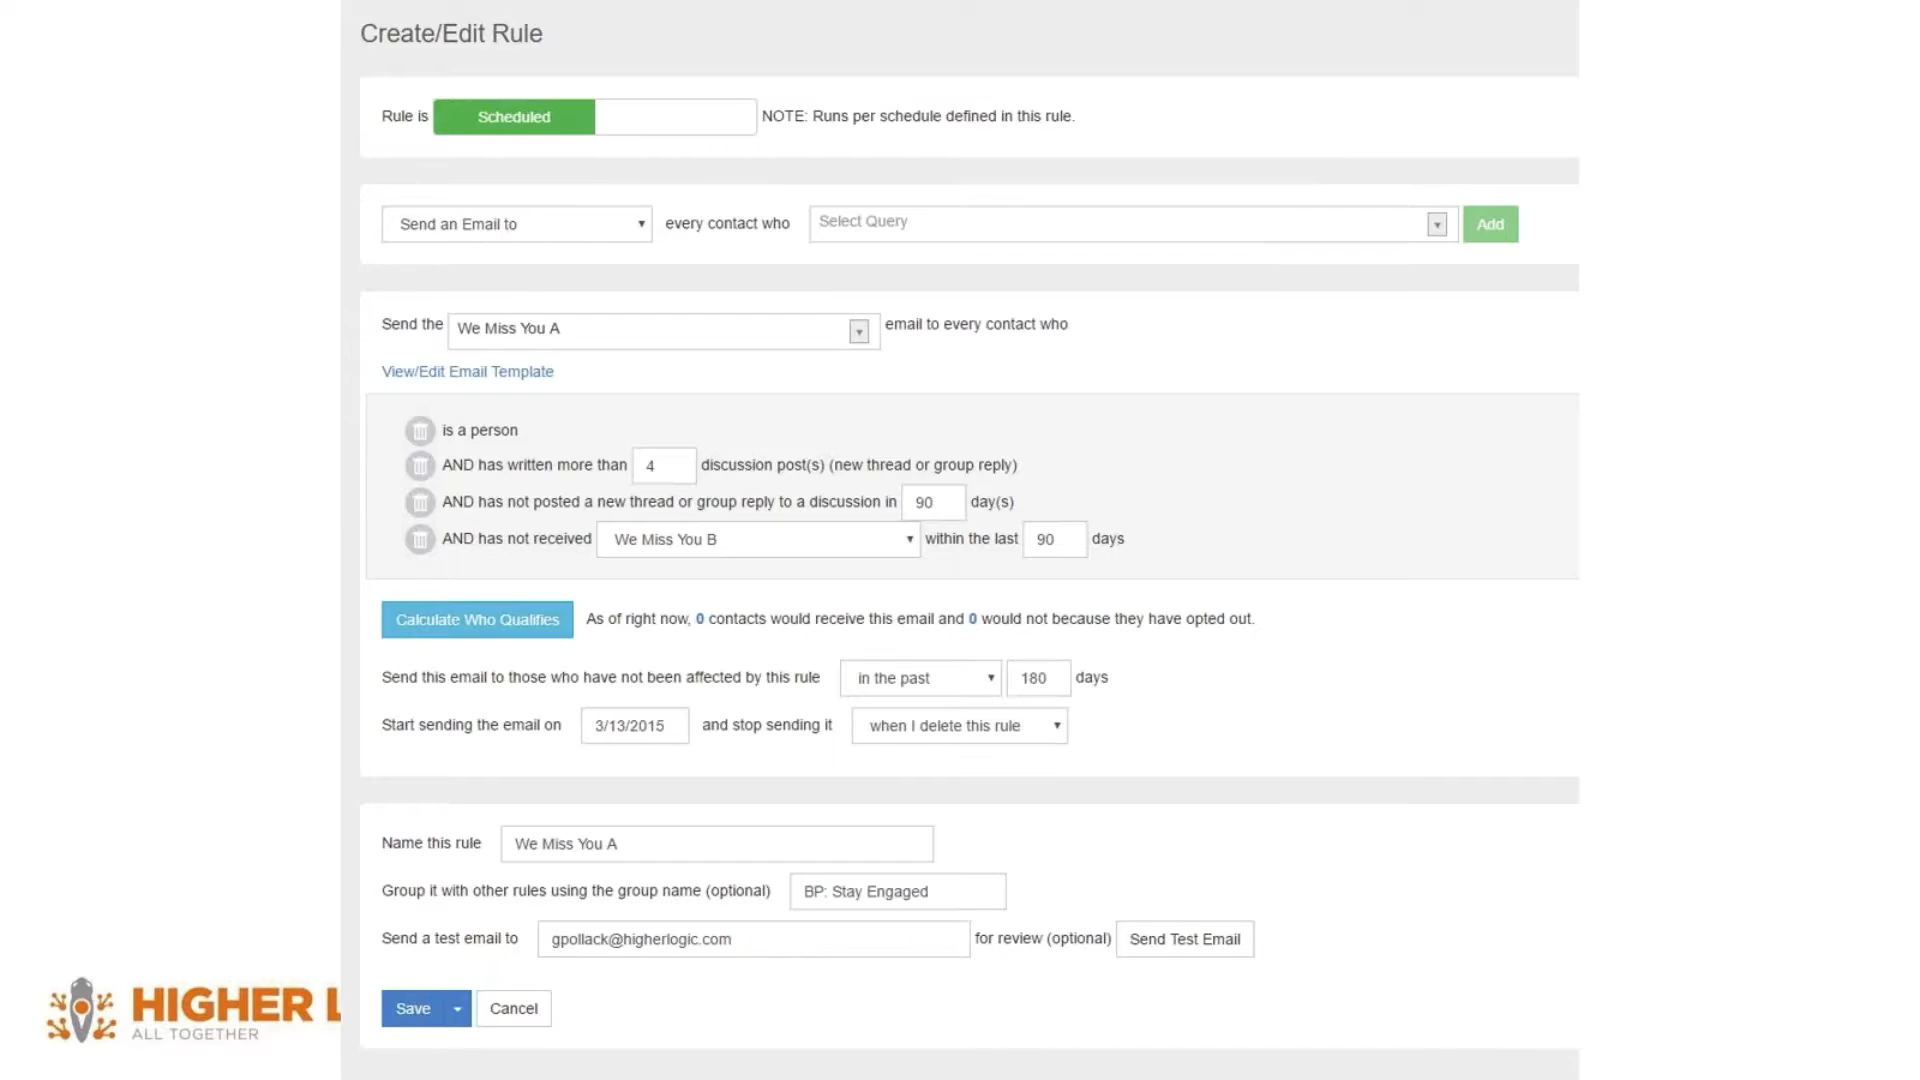 Create/Edit Rule
Rule is Scheduled NOTE: Runs per schedule defined in this rule.
Send an Email to every contact who Select Query Add
Send the We Miss You A email to every contact who
View/Edit Email Template
is a person
AND has written more than 4 discussion post(s) (new thread or group reply)
AND has not posted a new thread or group reply to a discussion in 90 day(s)
AND has not received We Miss You B within the last 90 days
Calculate Who Qualifies As of right now, 0 contacts would receive this email and 0 would not because they have opted out.
Send this email to those who have not been affected by this rule in the past 180 days
Start sending the email on 3/13/2015 and stop sending it when I delete this rule
Name this rule We Miss You A
Group it with other rules using the group name (optional) BP: Stay Engaged
Send a test email to gpollack@higherlogic.com for review (optional) Send Test Email
Save Cancel
HIGHER L
ALL TOGETHER